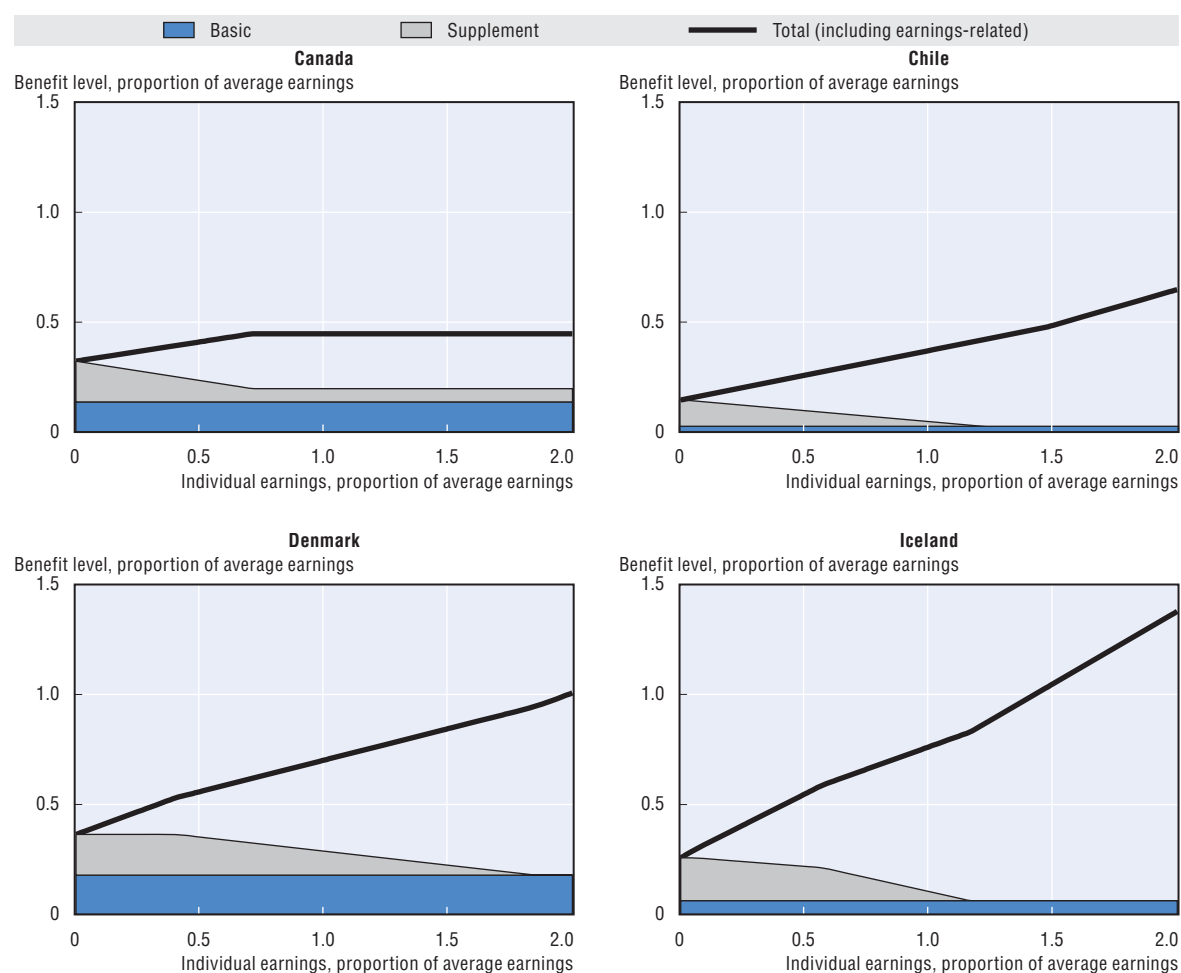 Basic Supplement Total (including earnings-related)
Canada
Benefit level, proportion of average earnings
1.5
1.0
0.5
0
0 0.5 1.0 1.5 2.0
Individual earnings, proportion of average earnings
Chile
Benefit level, proportion of average earnings
1.5
1.0
0.5
0
0 0.5 1.0 1.5 2.0
Individual earnings, proportion of average earnings
Denmark
Benefit level, proportion of average earnings
1.5
1.0
0.5
0
0 0.5 1.0 1.5 2.0
Individual earnings, proportion of average earnings
Iceland
Benefit level, proportion of average earnings
1.5
1.0
0.5
0
0 0.5 1.0 1.5 2.0
Individual earnings, proportion of average earnings